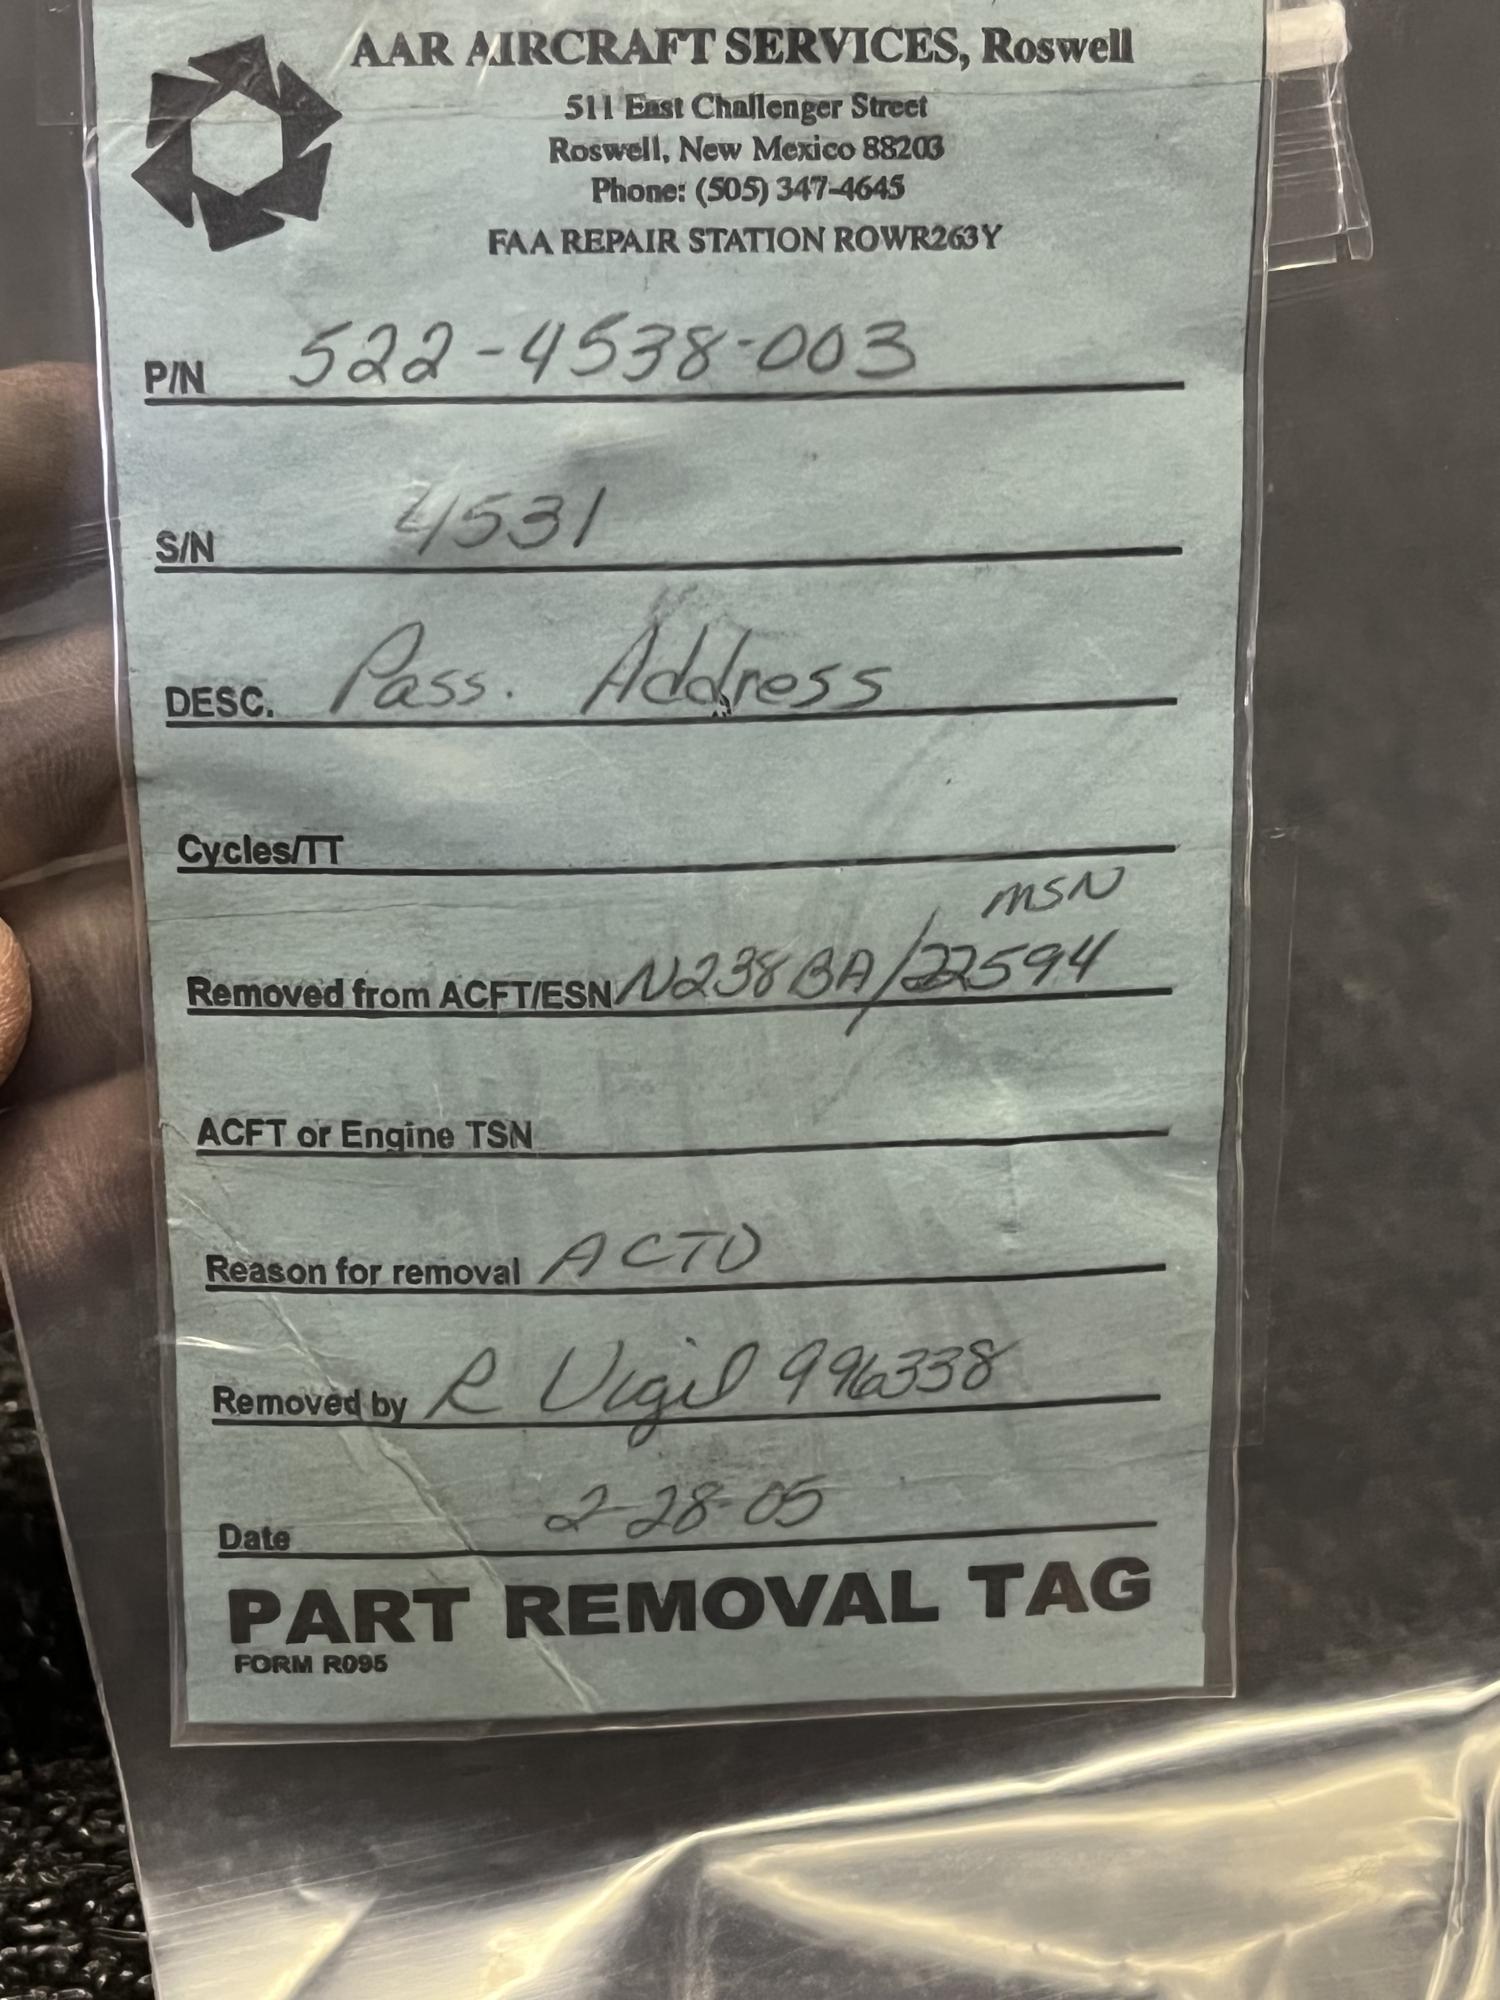 AAR AIRCRAFT SERVICES, Roswell
511 East Challenger Street
Roswell, New Mexico 88203
Phone: (505) 347-4645
FAA REPAIR STATION ROWR263Y
P/N 522-4538-003
S/N 4531
DESC. Pass. Address
Cycles/TT
MSN
Removed from ACFT/ESN N238BA/22594
ACFT or Engine TSN
Reason for removal ACTO
Removed by R Vigil 996338
Date 2-28-05
PART REMOVAL TAG
FORM R095